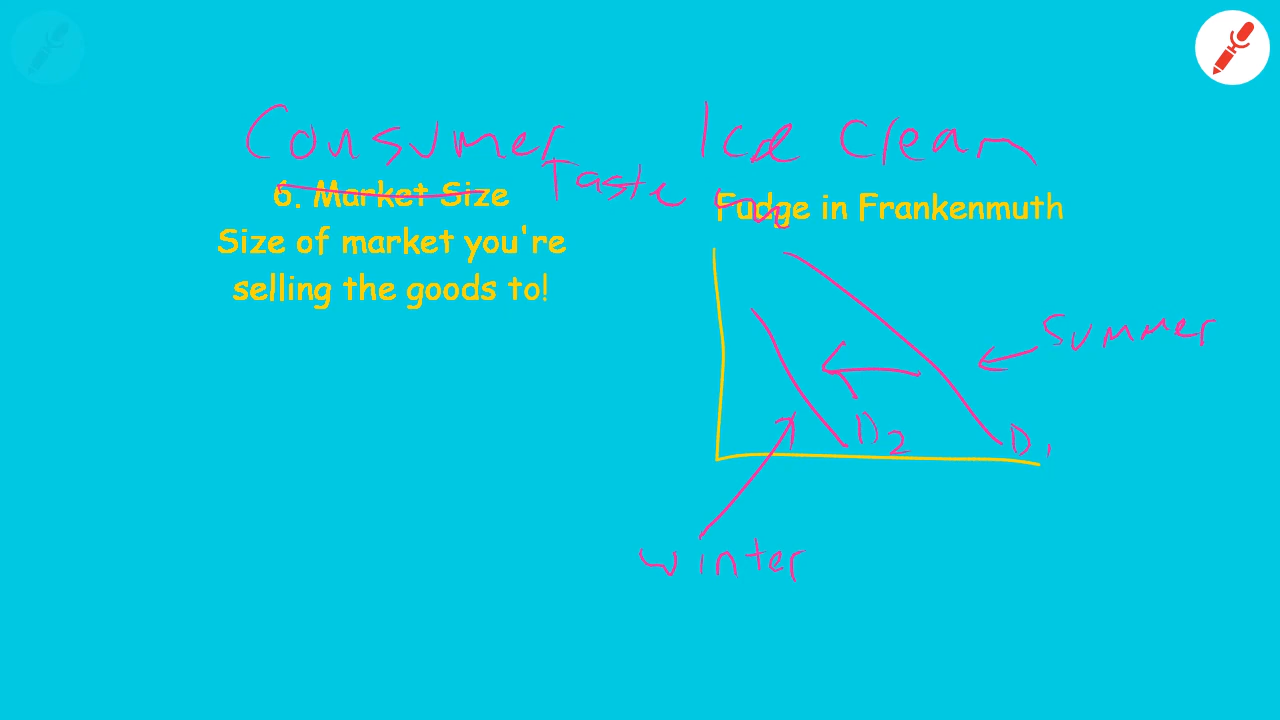 Consumer
Taste
6. Market Size
Size of market you're
selling the goods to!
Ice cream
Fudge in Frankenmuth
Summer
D2
D1
winter